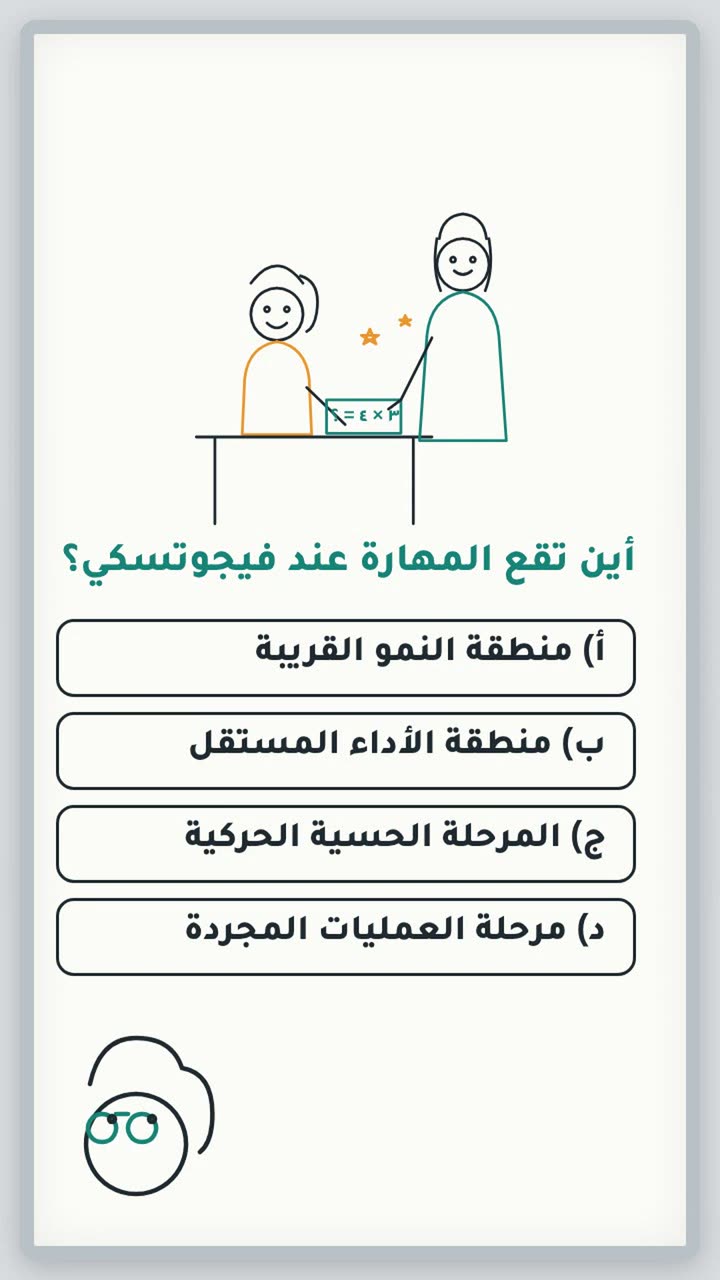 ٣ × ٤ = ؟
أين تقع المهارة عند فيجوتسكي؟
أ) منطقة النمو القريبة
ب) منطقة الأداء المستقل
ج) المرحلة الحسية الحركية
د) مرحلة العمليات المجردة